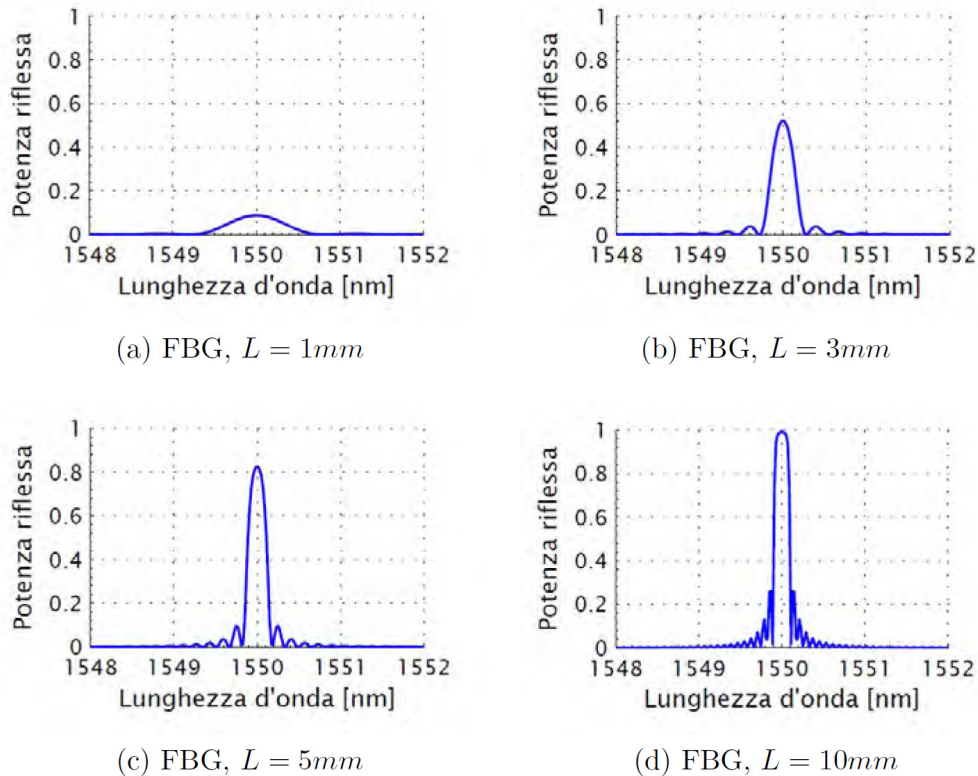 Potenza riflessa
1
0.8
0.6
0.4
0.2
0
1548 1549 1550 1551 1552
Lunghezza d'onda [nm]
(a) FBG, L = 1mm
Potenza riflessa
1
0.8
0.6
0.4
0.2
0
1548 1549 1550 1551 1552
Lunghezza d'onda [nm]
(b) FBG, L = 3mm
Potenza riflessa
1
0.8
0.6
0.4
0.2
0
1548 1549 1550 1551 1552
Lunghezza d'onda [nm]
(c) FBG, L = 5mm
Potenza riflessa
1
0.8
0.6
0.4
0.2
0
1548 1549 1550 1551 1552
Lunghezza d'onda [nm]
(d) FBG, L = 10mm